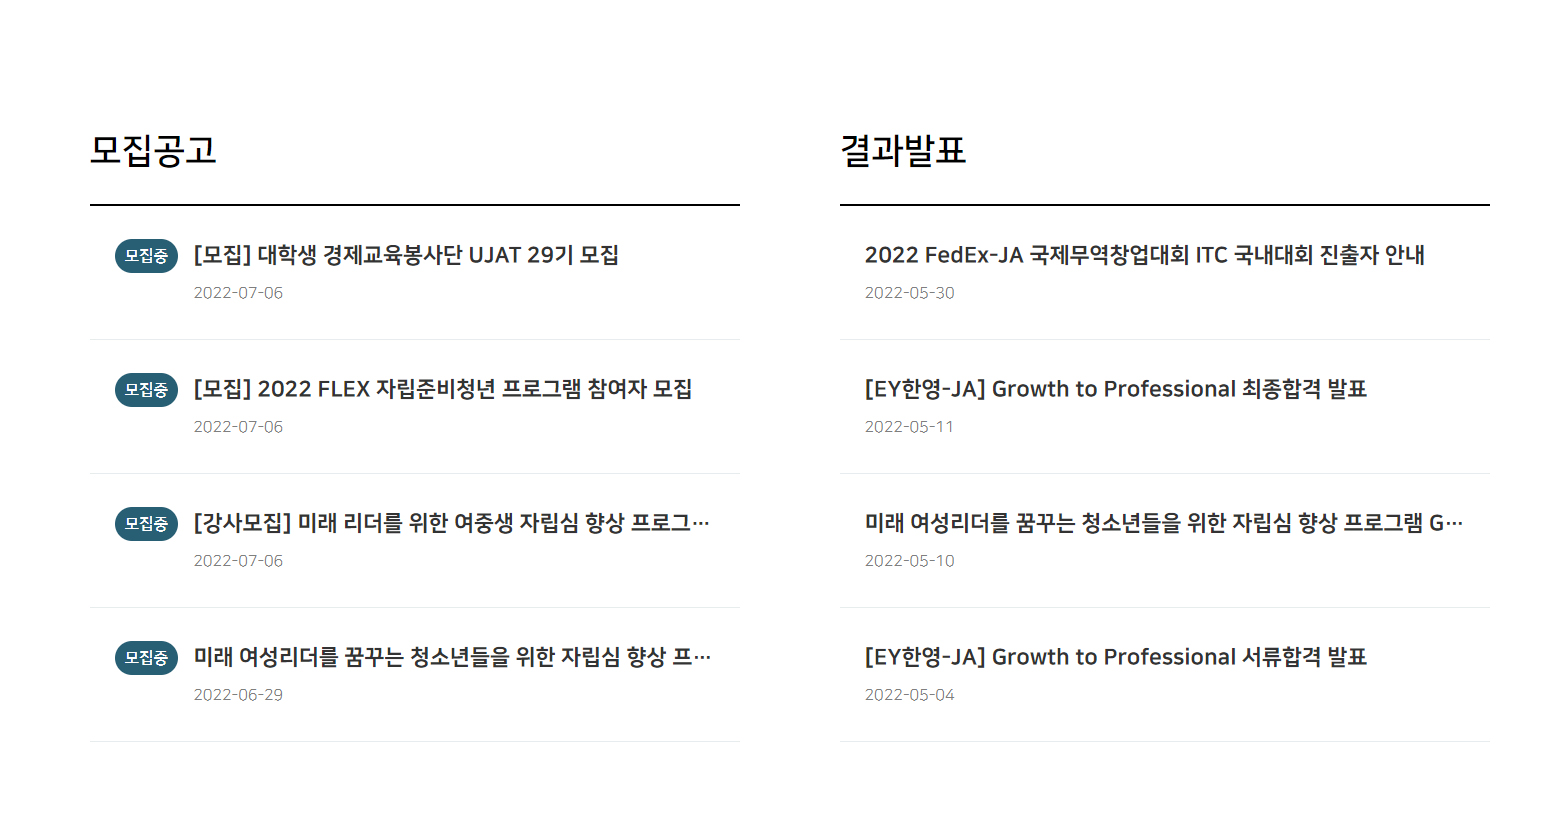 모집공고
모집중 [모집] 대학생 경제교육봉사단 UJAT 29기 모집
2022-07-06
모집중 [모집] 2022 FLEX 자립준비청년 프로그램 참여자 모집
2022-07-06
모집중 [강사모집] 미래 리더를 위한 여중생 자립심 향상 프로그…
2022-07-06
모집중 미래 여성리더를 꿈꾸는 청소년들을 위한 자립심 향상 프…
2022-06-29
결과발표
2022 FedEx-JA 국제무역창업대회 ITC 국내대회 진출자 안내
2022-05-30
[EY한영-JA] Growth to Professional 최종합격 발표
2022-05-11
미래 여성리더를 꿈꾸는 청소년들을 위한 자립심 향상 프로그램 G…
2022-05-10
[EY한영-JA] Growth to Professional 서류합격 발표
2022-05-04